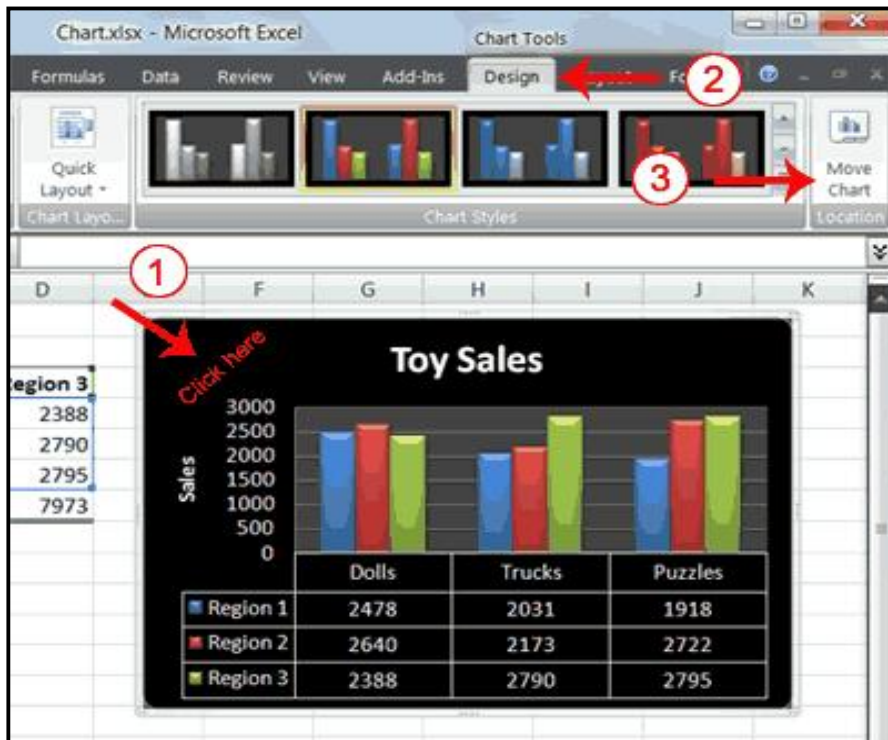 Chart.xlsx - Microsoft Excel
Chart Tools
Formulas Data Review View Add-Ins Design 2
Quick
Layout
Chart Layo...
Chart Styles
3
Move
Chart
Location
1
D F G H I J K
Click here
Toy Sales
Region 3
2388
2790
2795
7973
Sales
3000
2500
2000
1500
1000
500
0
Dolls Trucks Puzzles
Region 1 2478 2031 1918
Region 2 2640 2173 2722
Region 3 2388 2790 2795